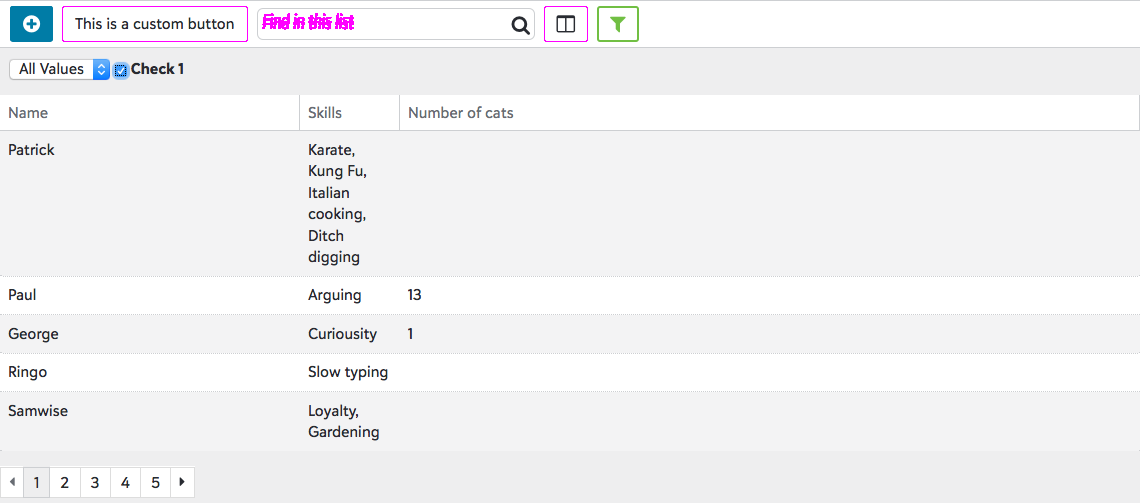 This is a custom button
Find in this list
All Values
Check 1
Name Skills Number of cats
Patrick Karate,
Kung Fu,
Italian
cooking,
Ditch
digging
Paul Arguing 13
George Curiousity 1
Ringo Slow typing
Samwise Loyalty,
Gardening
1 2 3 4 5